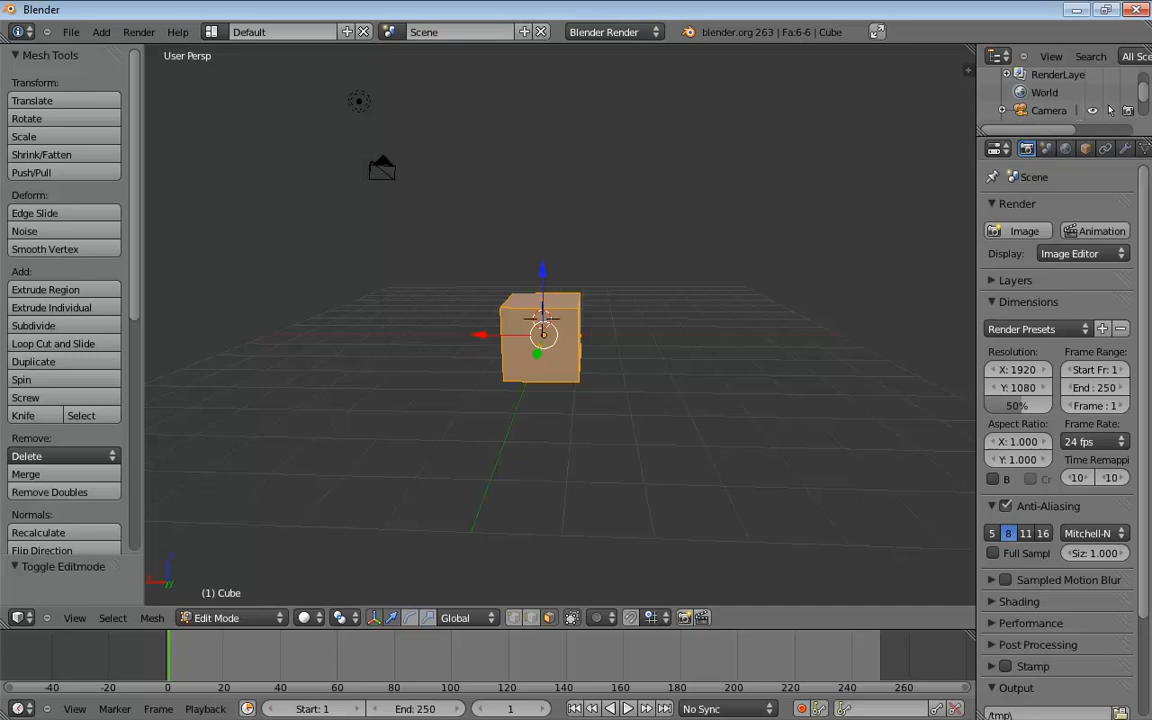 Blender
File Add Render Help Default Scene Blender Render blender.org 263 | Fa:6-6 | Cube View Search All Sce
Mesh Tools
Transform:
Translate
Rotate
Scale
Shrink/Fatten
Push/Pull
Deform:
Edge Slide
Noise
Smooth Vertex
Add:
Extrude Region
Extrude Individual
Subdivide
Loop Cut and Slide
Duplicate
Spin
Screw
Knife Select
Remove:
Delete
Merge
Remove Doubles
Normals:
Recalculate
Flip Direction
Toggle Editmode
User Persp
(1) Cube
View Select Mesh Edit Mode Global
RenderLaye
World
Camera
Scene
Render
Image Animation
Display: Image Editor
Layers
Dimensions
Render Presets
Resolution: Frame Range:
X: 1920 Start Fr: 1
Y: 1080 End : 250
50% Frame : 1
Aspect Ratio: Frame Rate:
X: 1.000 24 fps
Y: 1.000 Time Remappi
B Cr 10 10
Anti-Aliasing
5 8 11 16 Mitchell-N
Full Sampl Siz: 1.000
Sampled Motion Blur
Shading
Performance
Post Processing
Stamp
Output
/tmp\
-40 -20 0 20 40 60 80 100 120 140 160 180 200 220 240 260
View Marker Frame Playback Start: 1 End: 250 1 No Sync